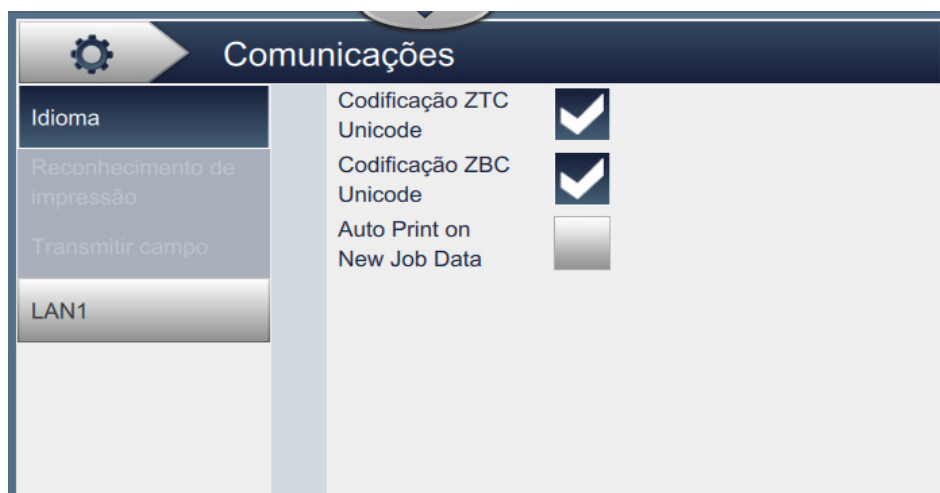 Comunicações
Idioma
Reconhecimento de
impressão
Transmitir campo
LAN1
Codificação ZTC
Unicode
Codificação ZBC
Unicode
Auto Print on
New Job Data